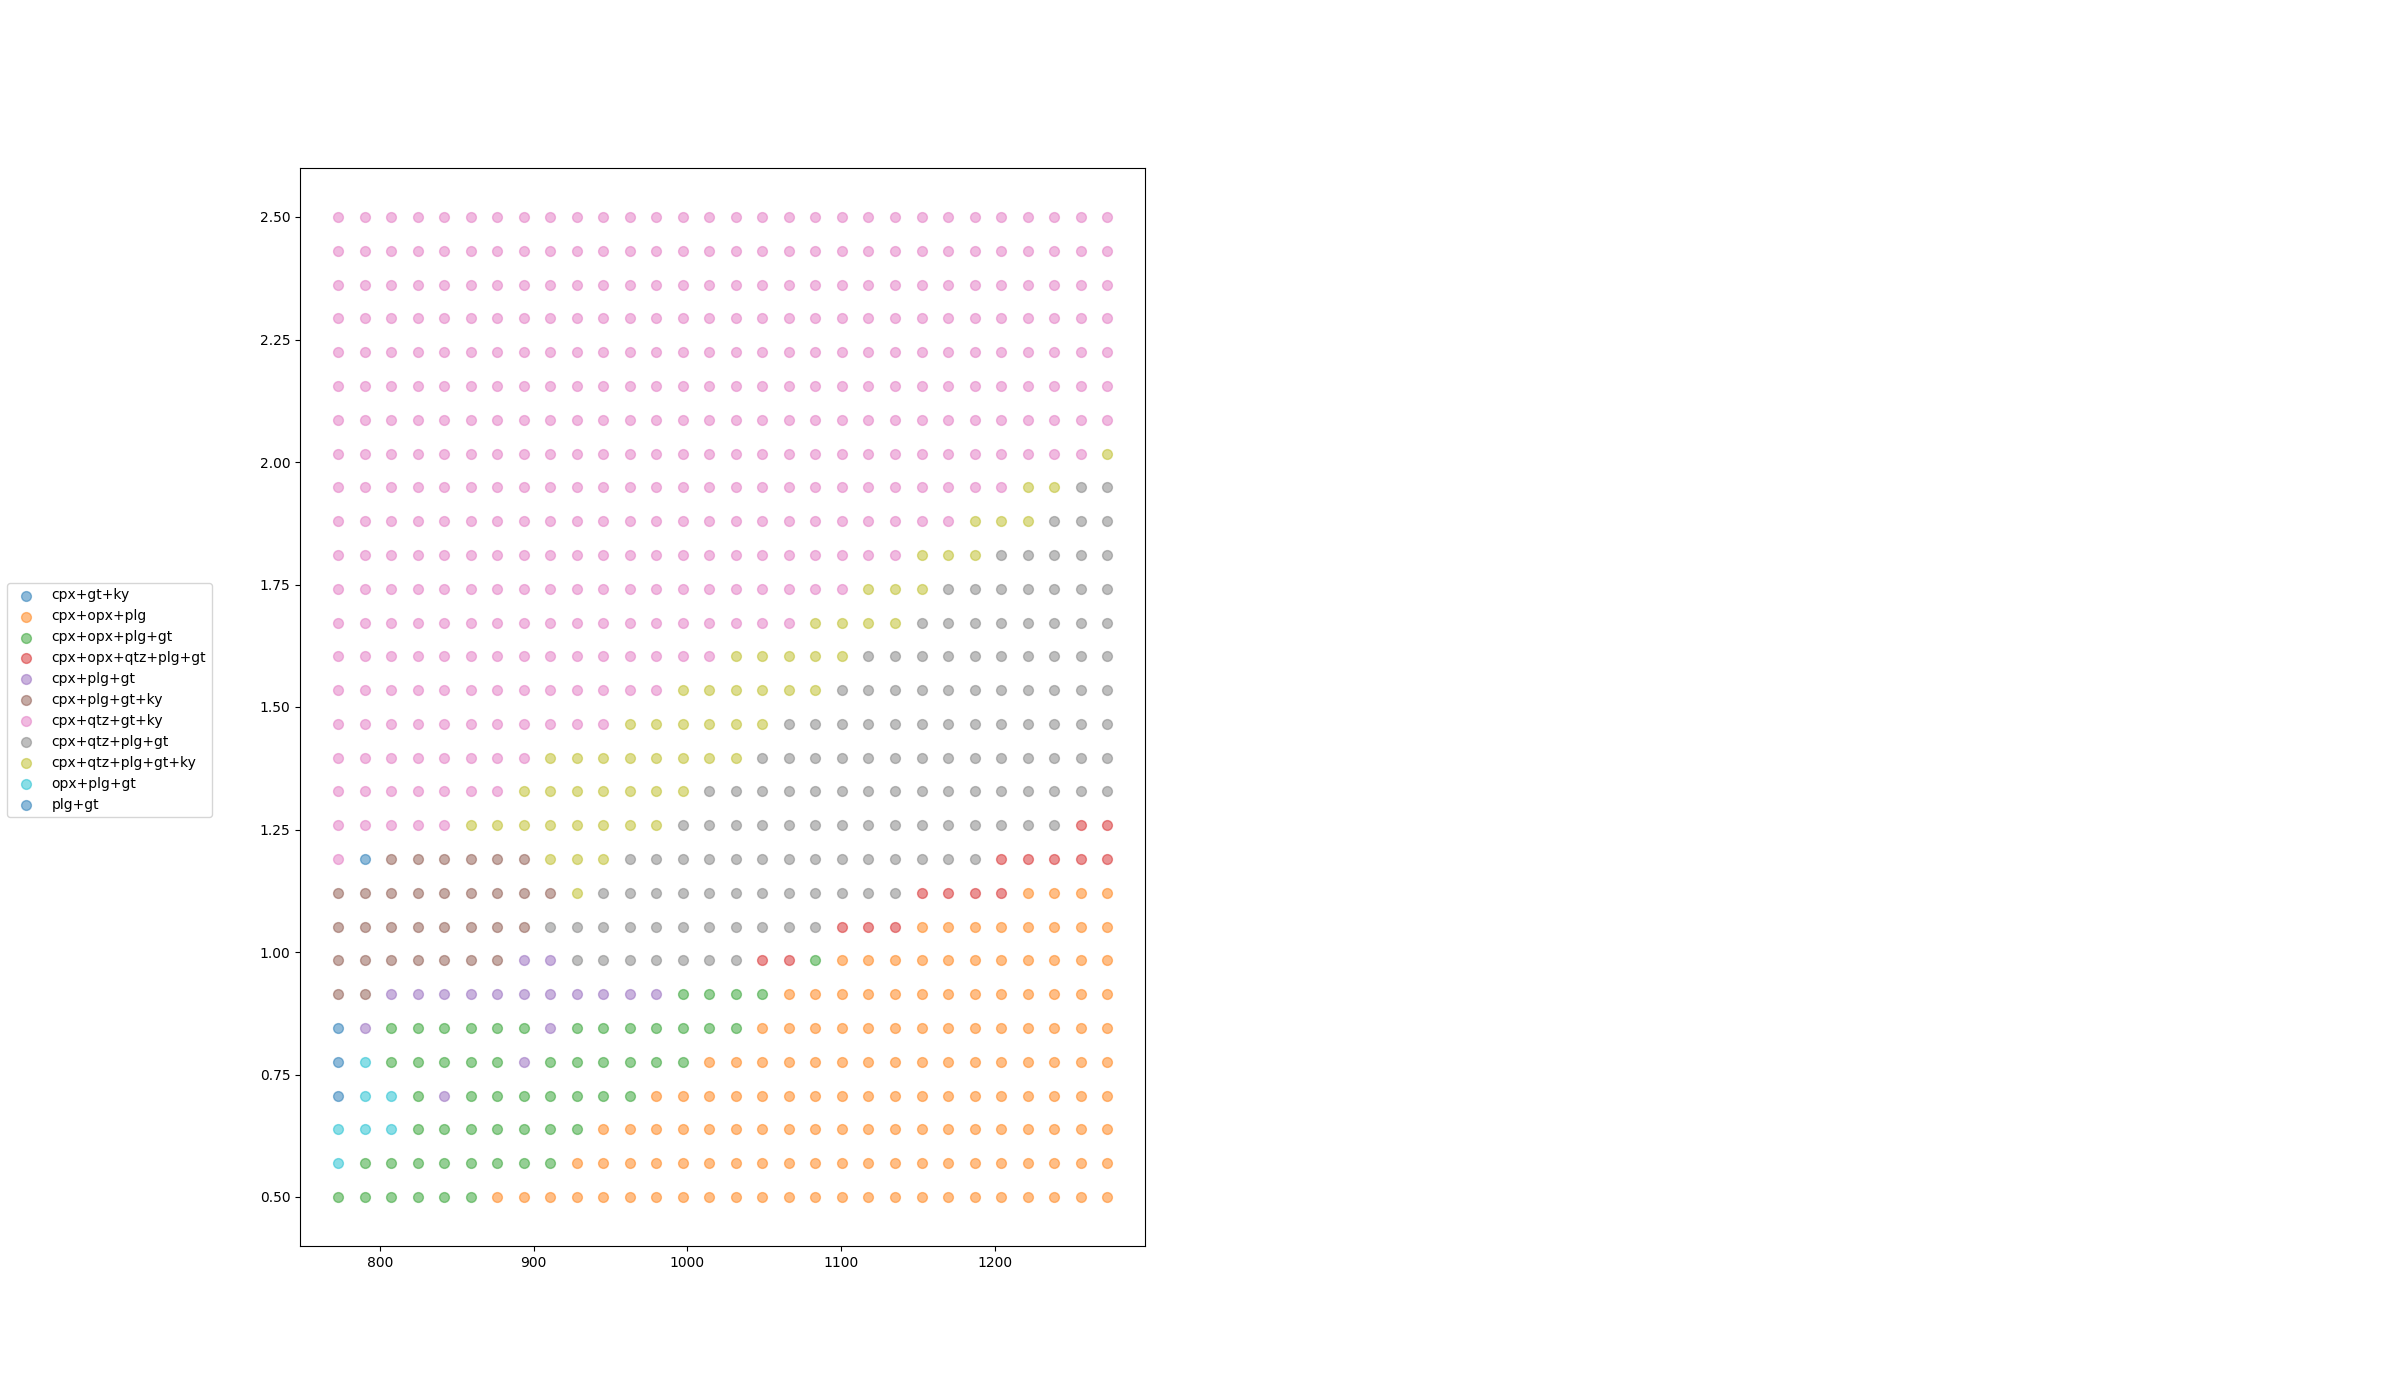 2.50
2.25
2.00
1.75
1.50
1.25
1.00
0.75
0.50
800
900
1000
1100
1200
cpx+gt+ky
cpx+opx+plg
cpx+opx+plg+gt
cpx+opx+qtz+plg+gt
cpx+plg+gt
cpx+plg+gt+ky
cpx+qtz+gt+ky
cpx+qtz+plg+gt
cpx+qtz+plg+gt+ky
opx+plg+gt
plg+gt